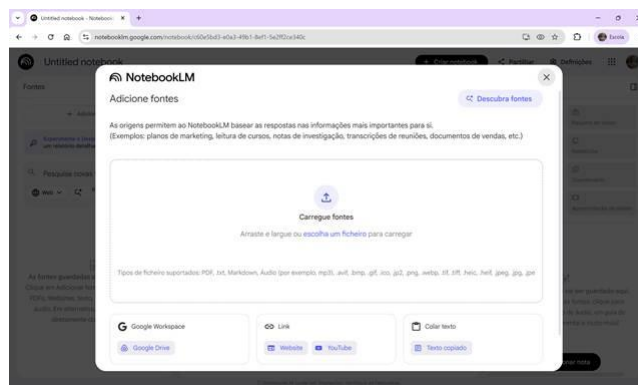 Untitled notebook - Noteboo
notebooklm.google.com/notebook/
Escola
Untitled notebook
Criar notebook
Partilhar
Definições
Fontes
NotebookLM
Adicione fontes
Descubra fontes
As origens permitem ao NotebookLM basear as respostas nas informações mais importantes para si.
(Exemplos: planos de marketing, leitura de cursos, notas de investigação, transcrições de reuniões, documentos de vendas, etc.)
Pesquise novas
Web
Carregue fontes
Arraste e largue ou escolha um ficheiro para carregar
Tipos de ficheiro suportados: PDF, .txt, Markdown, Áudio (por exemplo, mp3), .avif, .bmp, .gif, .ico, .jp2, .png, .webp, .tif, .tiff, .heic, .heif, .jpeg, .jpg, .jpe
Google Workspace
Google Drive
Link
Website
YouTube
Colar texto
Texto copiado